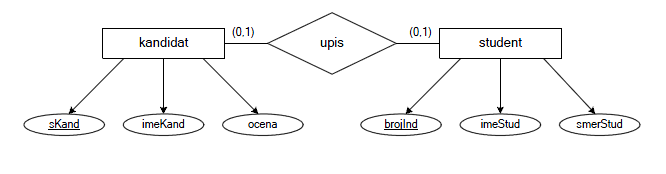 kandidat (0,1) upis (0,1) student
sKand imeKand ocena brojInd imeStud smerStud